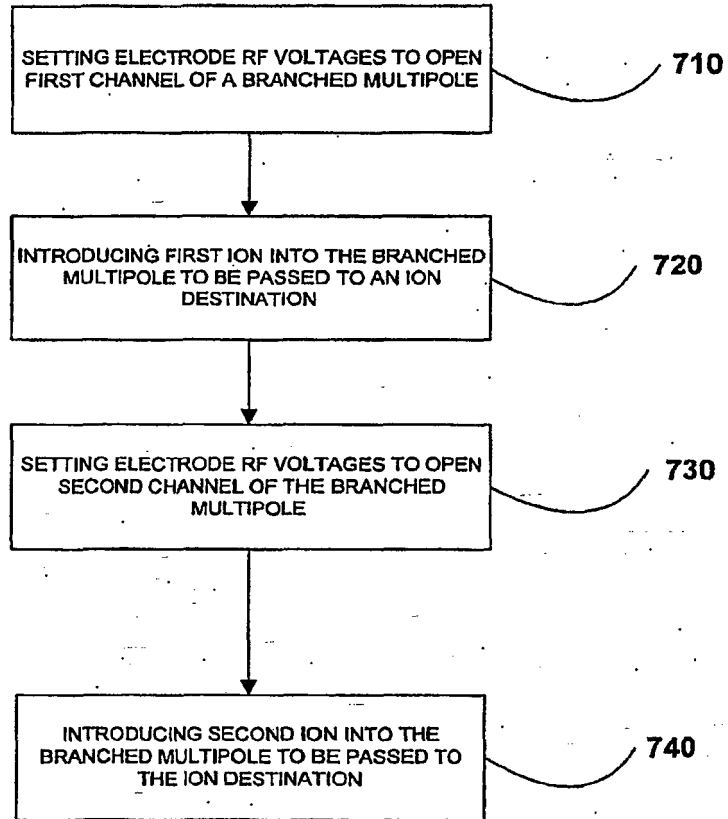 SETTING ELECTRODE RF VOLTAGES TO OPEN
FIRST CHANNEL OF A BRANCHED MULTIPOLE
710
INTRODUCING FIRST ION INTO THE BRANCHED
MULTIPOLE TO BE PASSED TO AN ION
DESTINATION
720
SETTING ELECTRODE RF VOLTAGES TO OPEN
SECOND CHANNEL OF THE BRANCHED
MULTIPOLE
730
INTRODUCING SECOND ION INTO THE
BRANCHED MULTIPOLE TO BE PASSED TO
THE ION DESTINATION
740